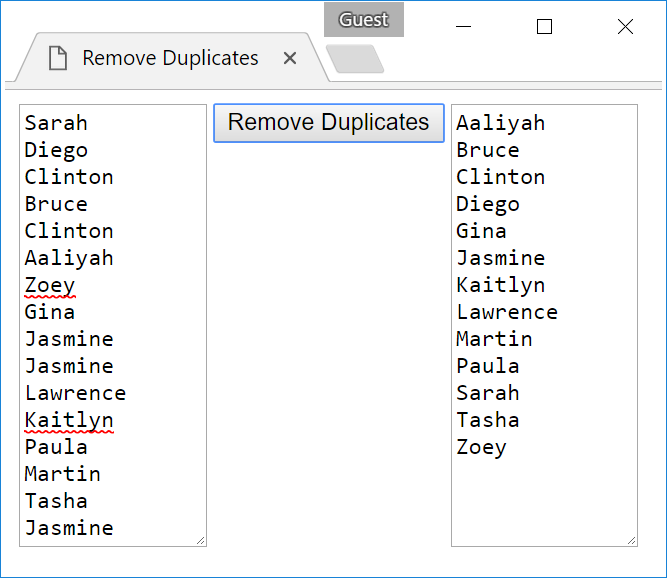 Guest
Remove Duplicates
Sarah
Diego
Clinton
Bruce
Clinton
Aaliyah
Zoey
Gina
Jasmine
Jasmine
Lawrence
Kaitlyn
Paula
Martin
Tasha
Jasmine
Remove Duplicates
Aaliyah
Bruce
Clinton
Diego
Gina
Jasmine
Kaitlyn
Lawrence
Martin
Paula
Sarah
Tasha
Zoey